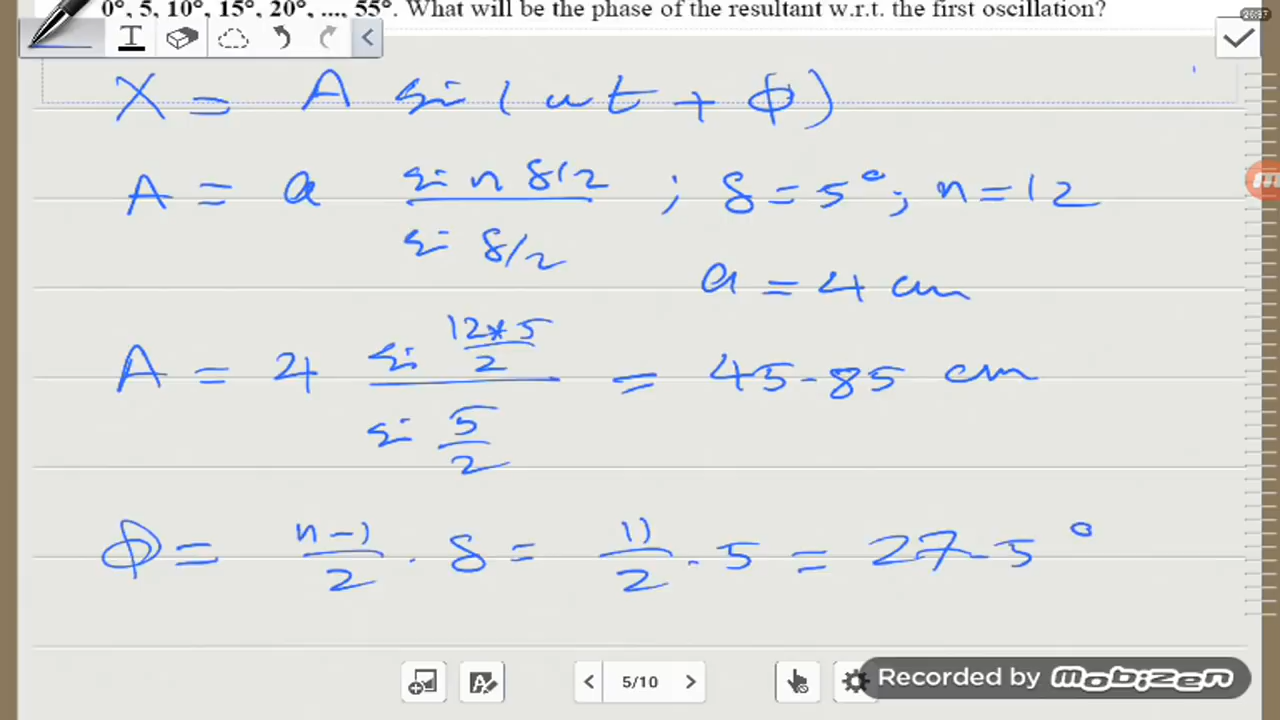 0°, 5, 10°, 15°, 20°, ..., 55°. What will be the phase of the resultant w.r.t. the first oscillation?
T
X = A sin (ωt + φ)
A = a sin n δ/2 / sin δ/2 ; δ = 5° ; n = 12
a = 4 cm
A = 4 sin 12*5/2 / sin 5/2 = 45.85 cm
φ = n-1/2 . δ = 11/2 . 5 = 27.5°
5/10
Recorded by mobizen